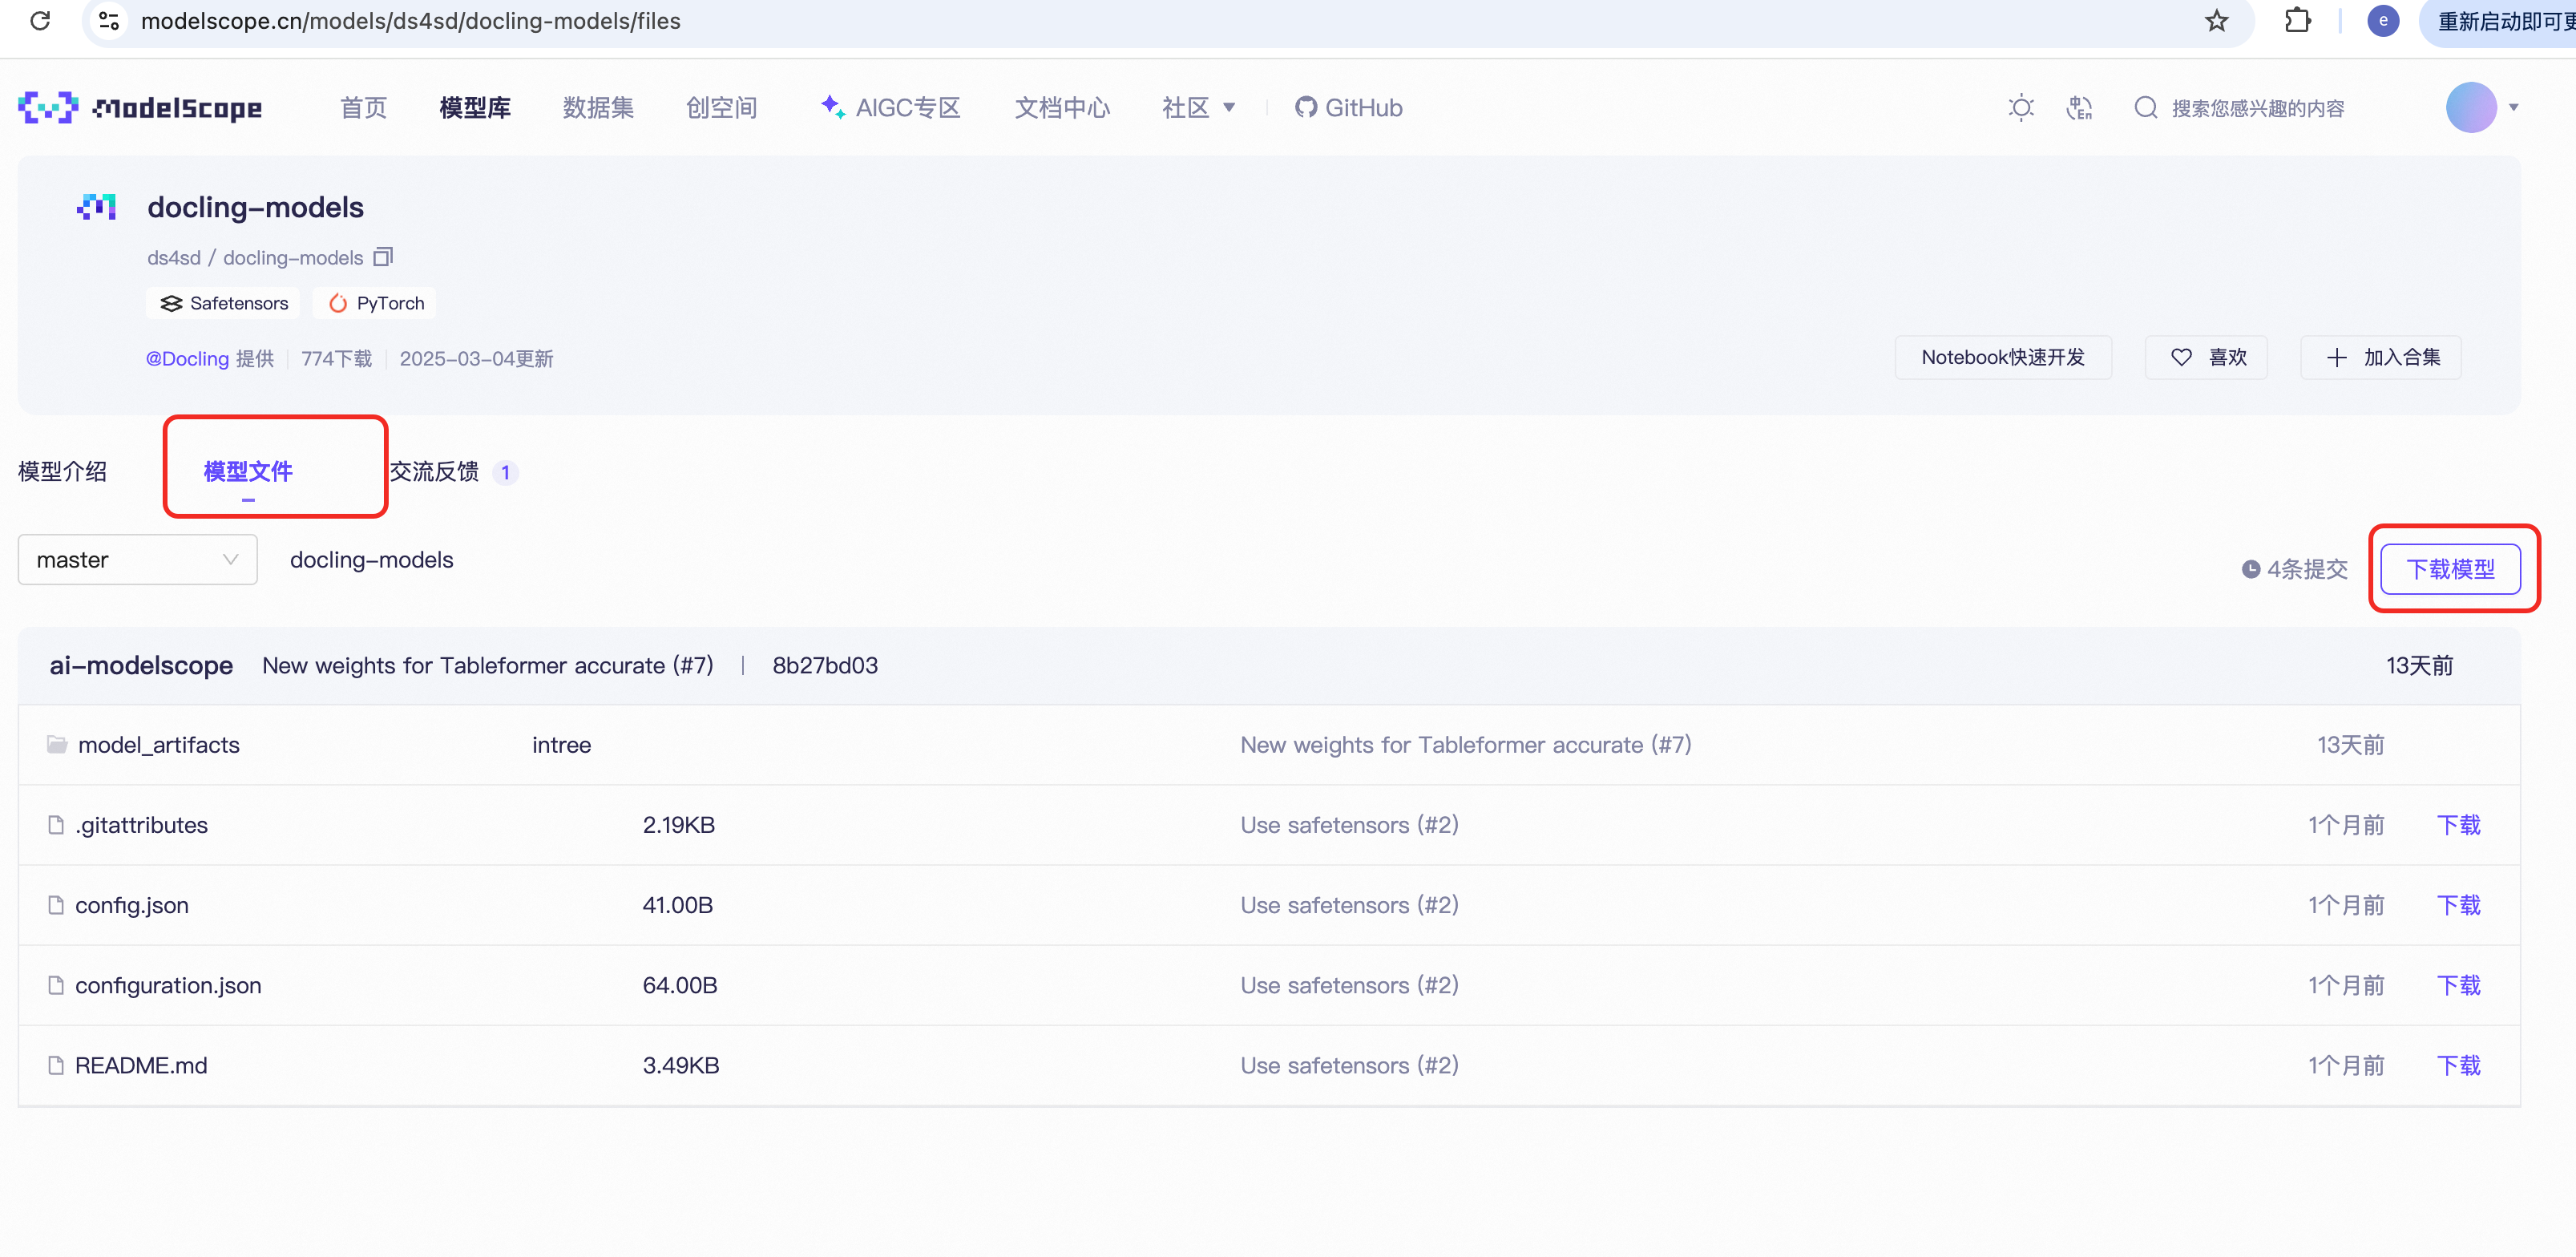 modelscope.cn/models/ds4sd/docling-models/files
e
重新启动即可更
ModelScope 首页 模型库 数据集 创空间 AIGC专区 文档中心 社区 GitHub 中En 搜索您感兴趣的内容
docling-models
ds4sd / docling-models
Safetensors PyTorch
@Docling 提供 774下载 2025-03-04更新 Notebook快速开发 喜欢 加入合集
模型介绍 模型文件 交流反馈 1
master docling-models 4条提交 下载模型
ai-modelscope New weights for Tableformer accurate (#7) | 8b27bd03 13天前
model_artifacts intree New weights for Tableformer accurate (#7) 13天前
.gitattributes 2.19KB Use safetensors (#2) 1个月前 下载
config.json 41.00B Use safetensors (#2) 1个月前 下载
configuration.json 64.00B Use safetensors (#2) 1个月前 下载
README.md 3.49KB Use safetensors (#2) 1个月前 下载